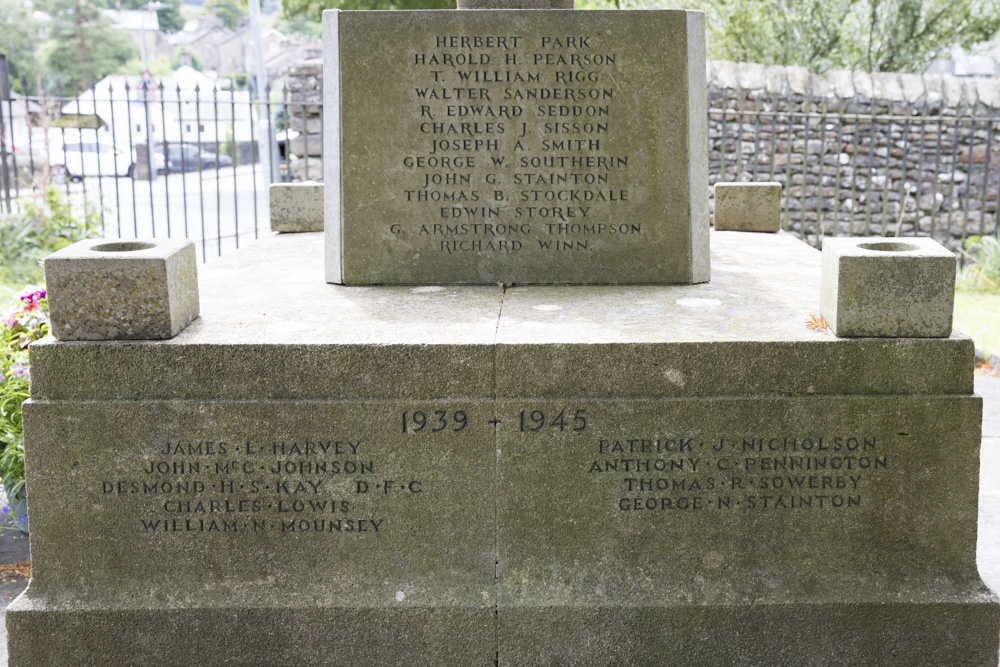 HERBERT PARK
HAROLD H. PEARSON
T. WILLIAM RIGG
WALTER SANDERSON
R. EDWARD SEDDON
CHARLES J. SISSON
JOSEPH A. SMITH
GEORGE W. SOUTHERIN
JOHN G. STAINTON
THOMAS B. STOCKDALE
EDWIN STOREY
G. ARMSTRONG THOMPSON
RICHARD WINN.
1939 - 1945
JAMES · L · HARVEY
JOHN · MC · JOHNSON
DESMOND · H · S · KAY D · F · C
CHARLES · LOWIS
WILLIAM · N · MOUNSEY
PATRICK · J · NICHOLSON
ANTHONY · C · PENNINGTON
THOMAS · R · SOWERBY
GEORGE · N · STAINTON